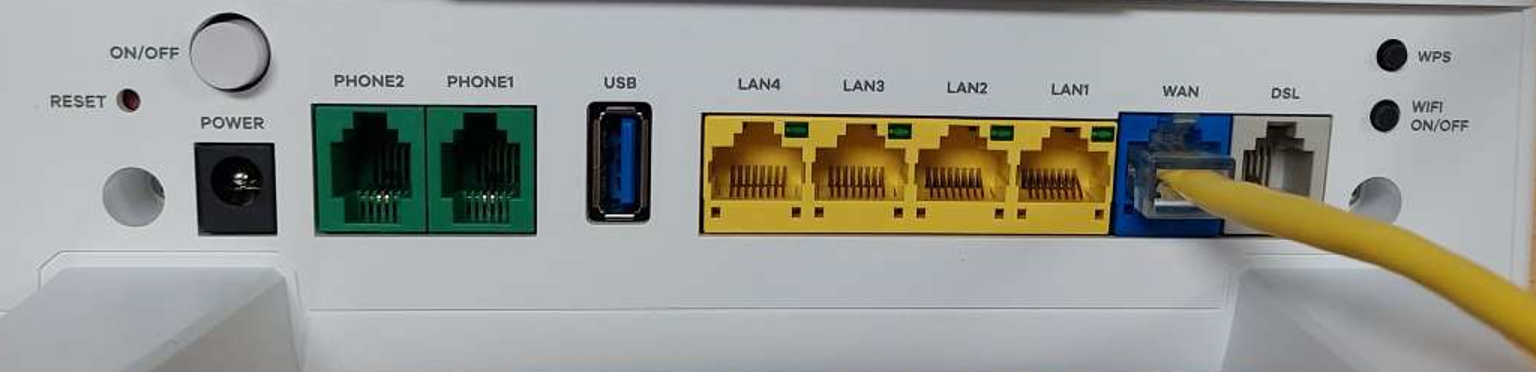 ON/OFF
RESET
POWER
PHONE2
PHONE1
USB
LAN4
LAN3
LAN2
LAN1
WAN
DSL
WPS
WIFI
ON/OFF